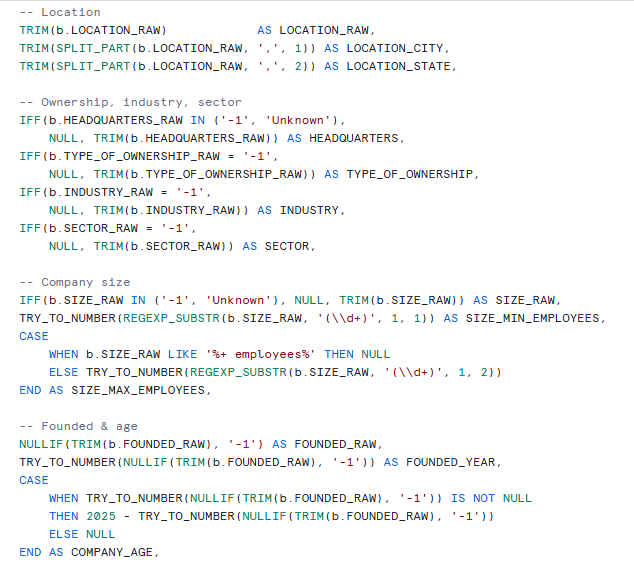 -- Location
TRIM(b.LOCATION_RAW)            AS LOCATION_RAW,
TRIM(SPLIT_PART(b.LOCATION_RAW, ',', 1)) AS LOCATION_CITY,
TRIM(SPLIT_PART(b.LOCATION_RAW, ',', 2)) AS LOCATION_STATE,

-- Ownership, industry, sector
IFF(b.HEADQUARTERS_RAW IN ('-1', 'Unknown'),
    NULL, TRIM(b.HEADQUARTERS_RAW)) AS HEADQUARTERS,
IFF(b.TYPE_OF_OWNERSHIP_RAW = '-1',
    NULL, TRIM(b.TYPE_OF_OWNERSHIP_RAW)) AS TYPE_OF_OWNERSHIP,
IFF(b.INDUSTRY_RAW = '-1',
    NULL, TRIM(b.INDUSTRY_RAW)) AS INDUSTRY,
IFF(b.SECTOR_RAW = '-1',
    NULL, TRIM(b.SECTOR_RAW)) AS SECTOR,

-- Company size
IFF(b.SIZE_RAW IN ('-1', 'Unknown'), NULL, TRIM(b.SIZE_RAW)) AS SIZE_RAW,
TRY_TO_NUMBER(REGEXP_SUBSTR(b.SIZE_RAW, '(\\d+)', 1, 1)) AS SIZE_MIN_EMPLOYEES,
CASE
    WHEN b.SIZE_RAW LIKE '%+ employees%' THEN NULL
    ELSE TRY_TO_NUMBER(REGEXP_SUBSTR(b.SIZE_RAW, '(\\d+)', 1, 2))
END AS SIZE_MAX_EMPLOYEES,

-- Founded & age
NULLIF(TRIM(b.FOUNDED_RAW), '-1') AS FOUNDED_RAW,
TRY_TO_NUMBER(NULLIF(TRIM(b.FOUNDED_RAW), '-1')) AS FOUNDED_YEAR,
CASE
    WHEN TRY_TO_NUMBER(NULLIF(TRIM(b.FOUNDED_RAW), '-1')) IS NOT NULL
    THEN 2025 - TRY_TO_NUMBER(NULLIF(TRIM(b.FOUNDED_RAW), '-1'))
    ELSE NULL
END AS COMPANY_AGE,